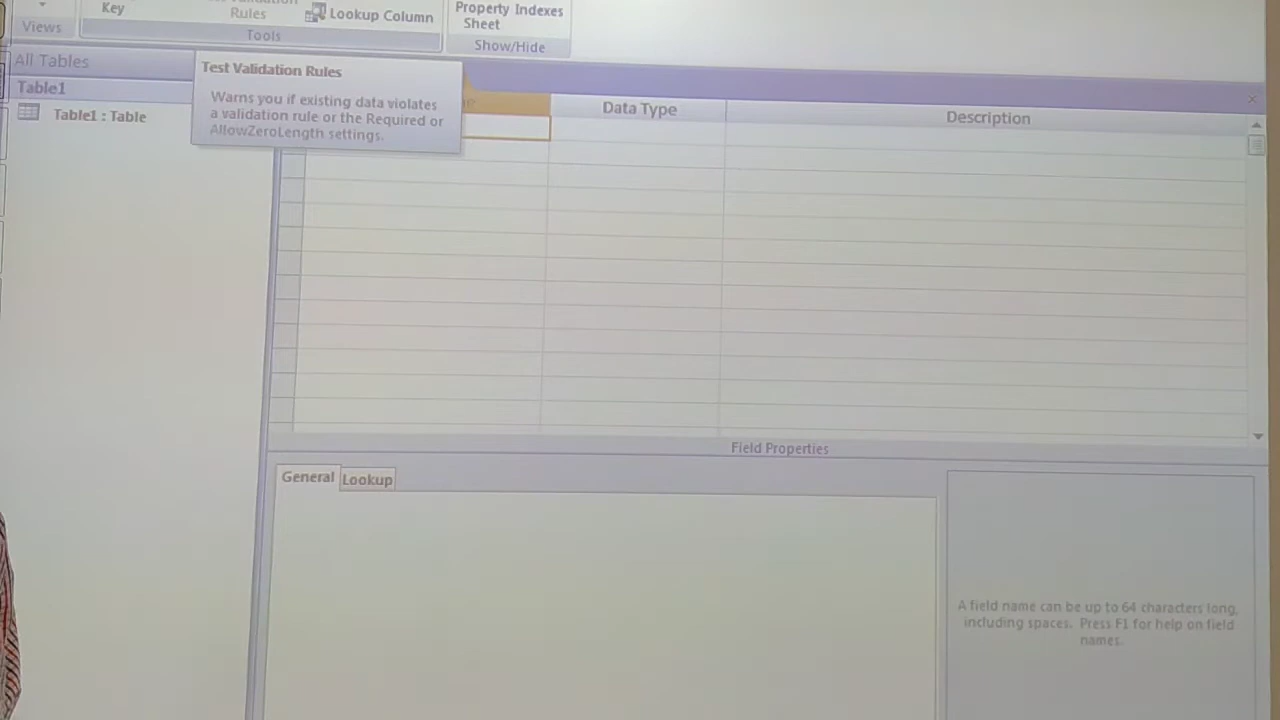 Key
Rules
Lookup Column
Property Indexes
Sheet
Views
Tools
Show/Hide
All Tables
Test Validation Rules
Table1
Warns you if existing data violates
a validation rule or the Required or
AllowZeroLength settings.
Data Type
Description
Table1 : Table
Field Properties
General
Lookup
A field name can be up to 64 characters long,
including spaces. Press F1 for help on field
names.